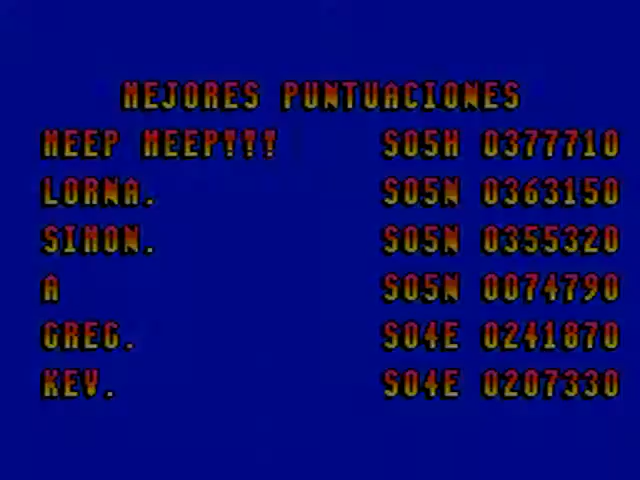 MEJORES PUNTUACIONES
MEEP MEEP!!! S05H 0377710
LORNA. S05N 0363150
SIMON. S05N 0355320
A S05N 0074790
GREG. S04E 0241870
KEV. S04E 0207330